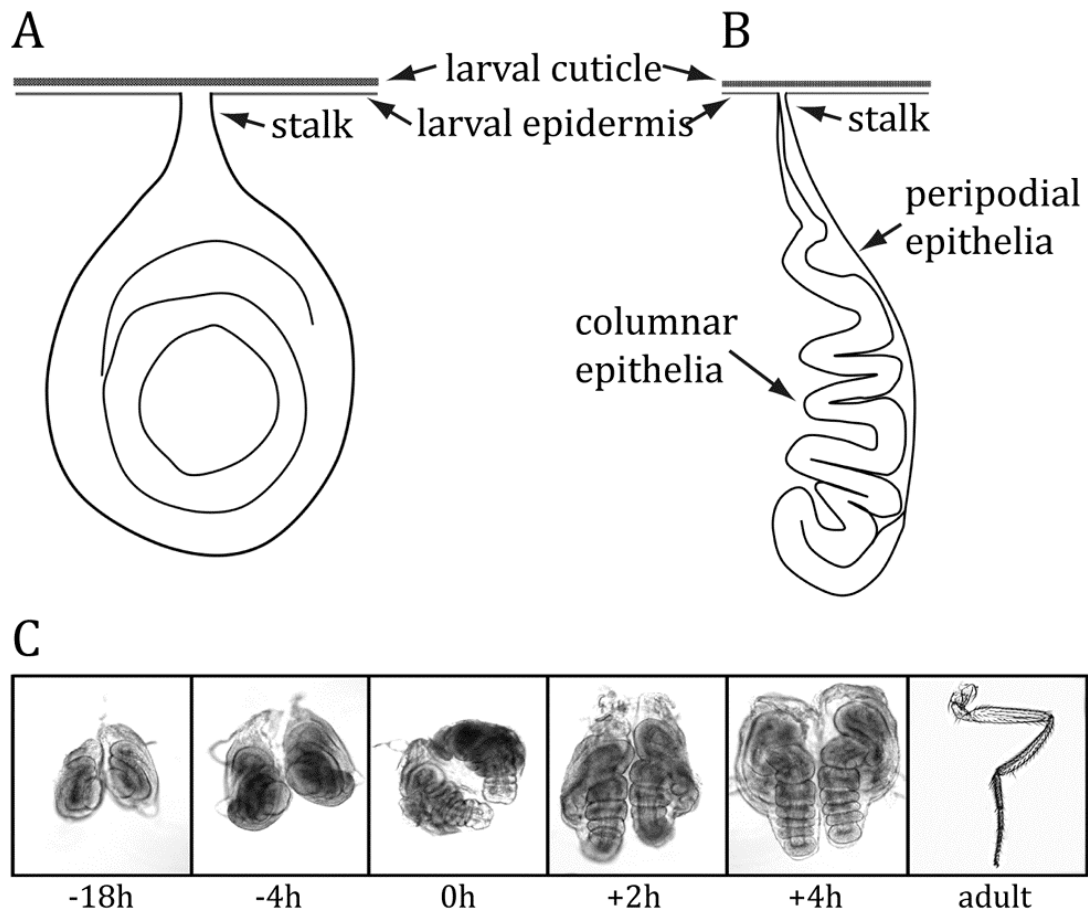 A
B
larval cuticle
stalk
larval epidermis
stalk
peripodial
epithelia
columnar
epithelia
C
-18h
-4h
0h
+2h
+4h
adult